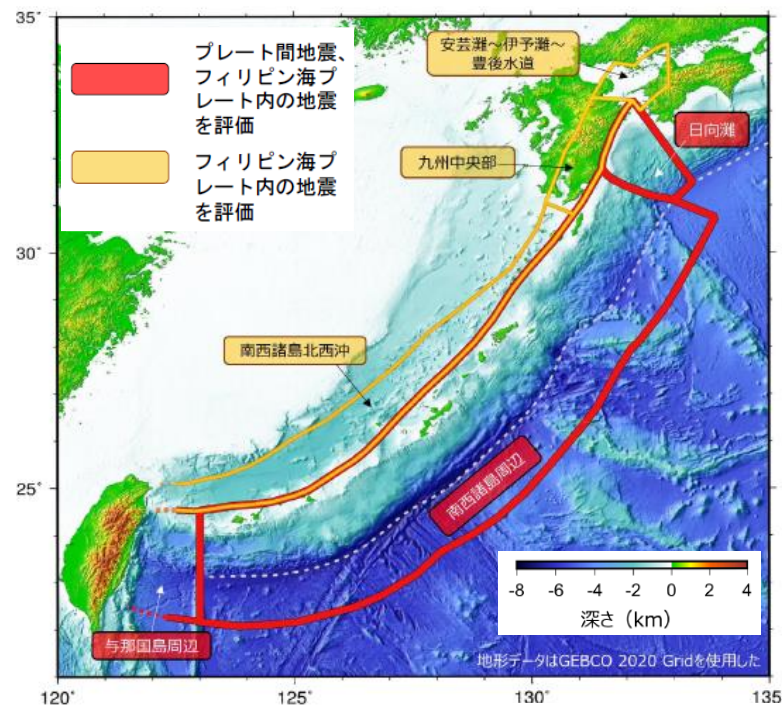 35°
プレート間地震、
フィリピン海プ
レート内の地震
を評価
フィリピン海プ
レート内の地震
を評価
安芸灘～伊予灘～
豊後水道
日向灘
九州中央部
30°
南西諸島北西沖
25°
南西諸島周辺
-8 -6 -4 -2 0 2 4
深さ（km）
与那国島周辺
地形データはGEBCO 2020 Gridを使用した
120° 125° 130° 135